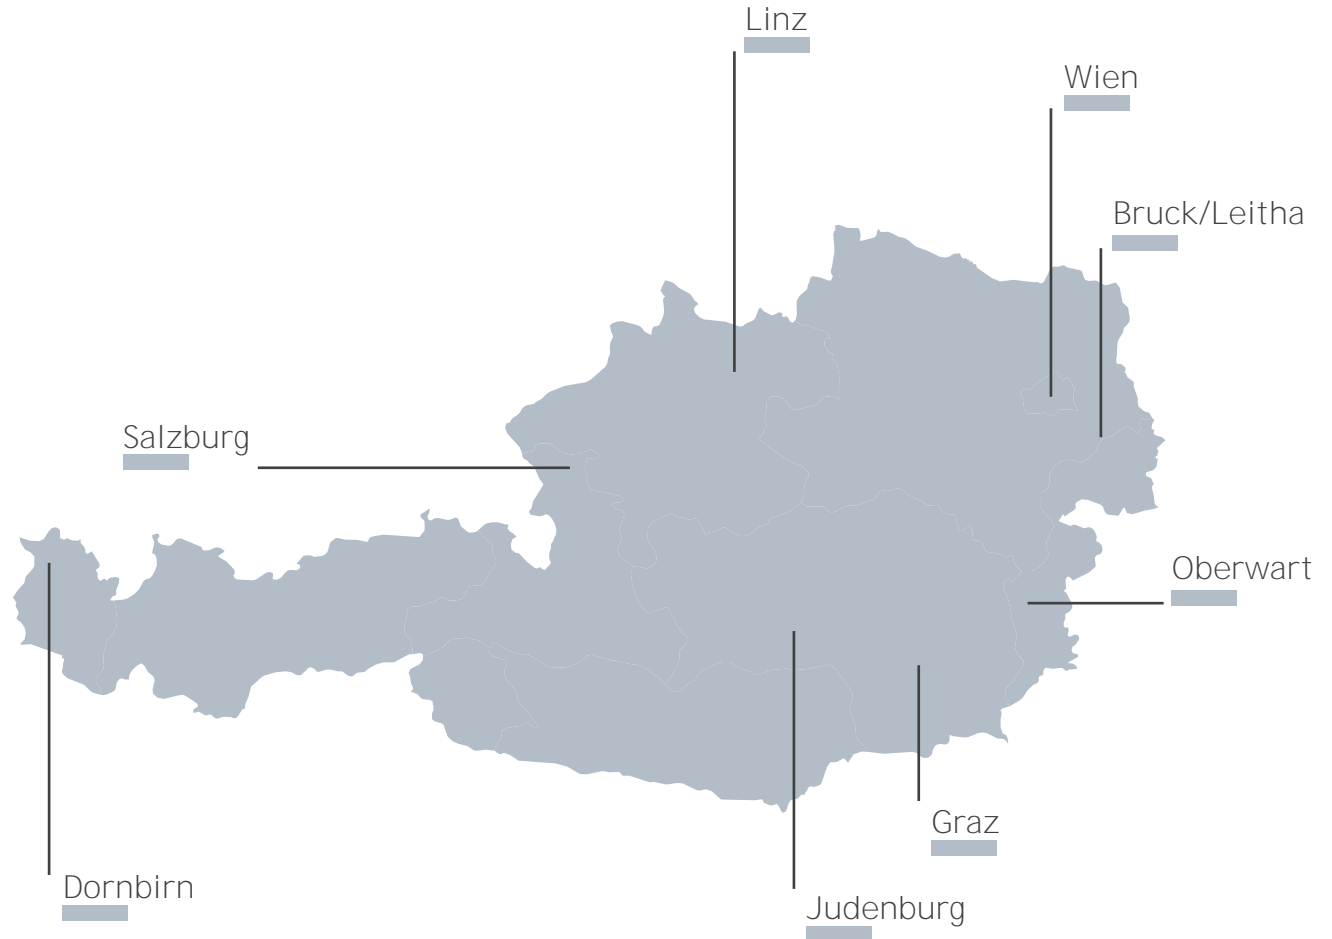 Linz
Wien
Bruck/Leitha
Salzburg
Oberwart
Graz
Dornbirn
Judenburg